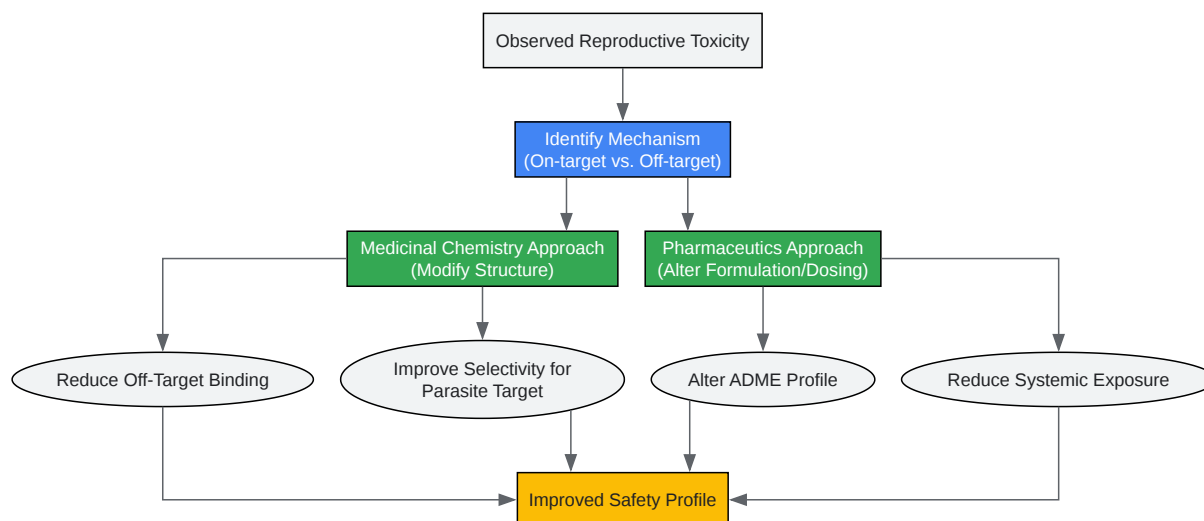 Observed Reproductive Toxicity
Identify Mechanism
(On-target vs. Off-target)
Medicinal Chemistry Approach
(Modify Structure)
Pharmaceutics Approach
(Alter Formulation/Dosing)
Reduce Off-Target Binding
Improve Selectivity for
Parasite Target
Alter ADME Profile
Reduce Systemic Exposure
Improved Safety Profile